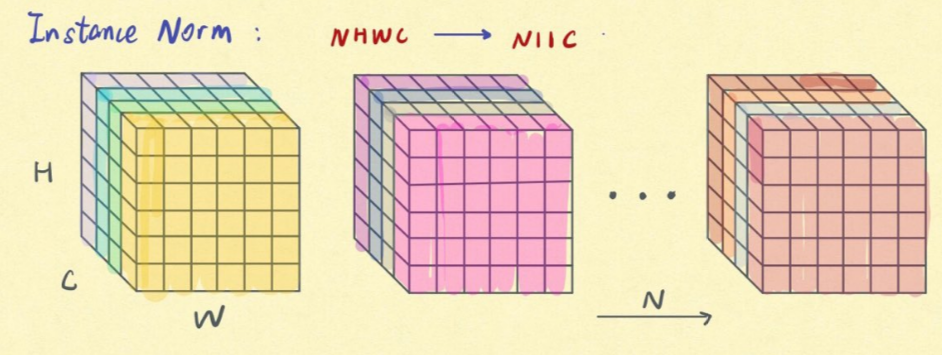 Instance Norm : NHWC → N11C
H
C
W
N